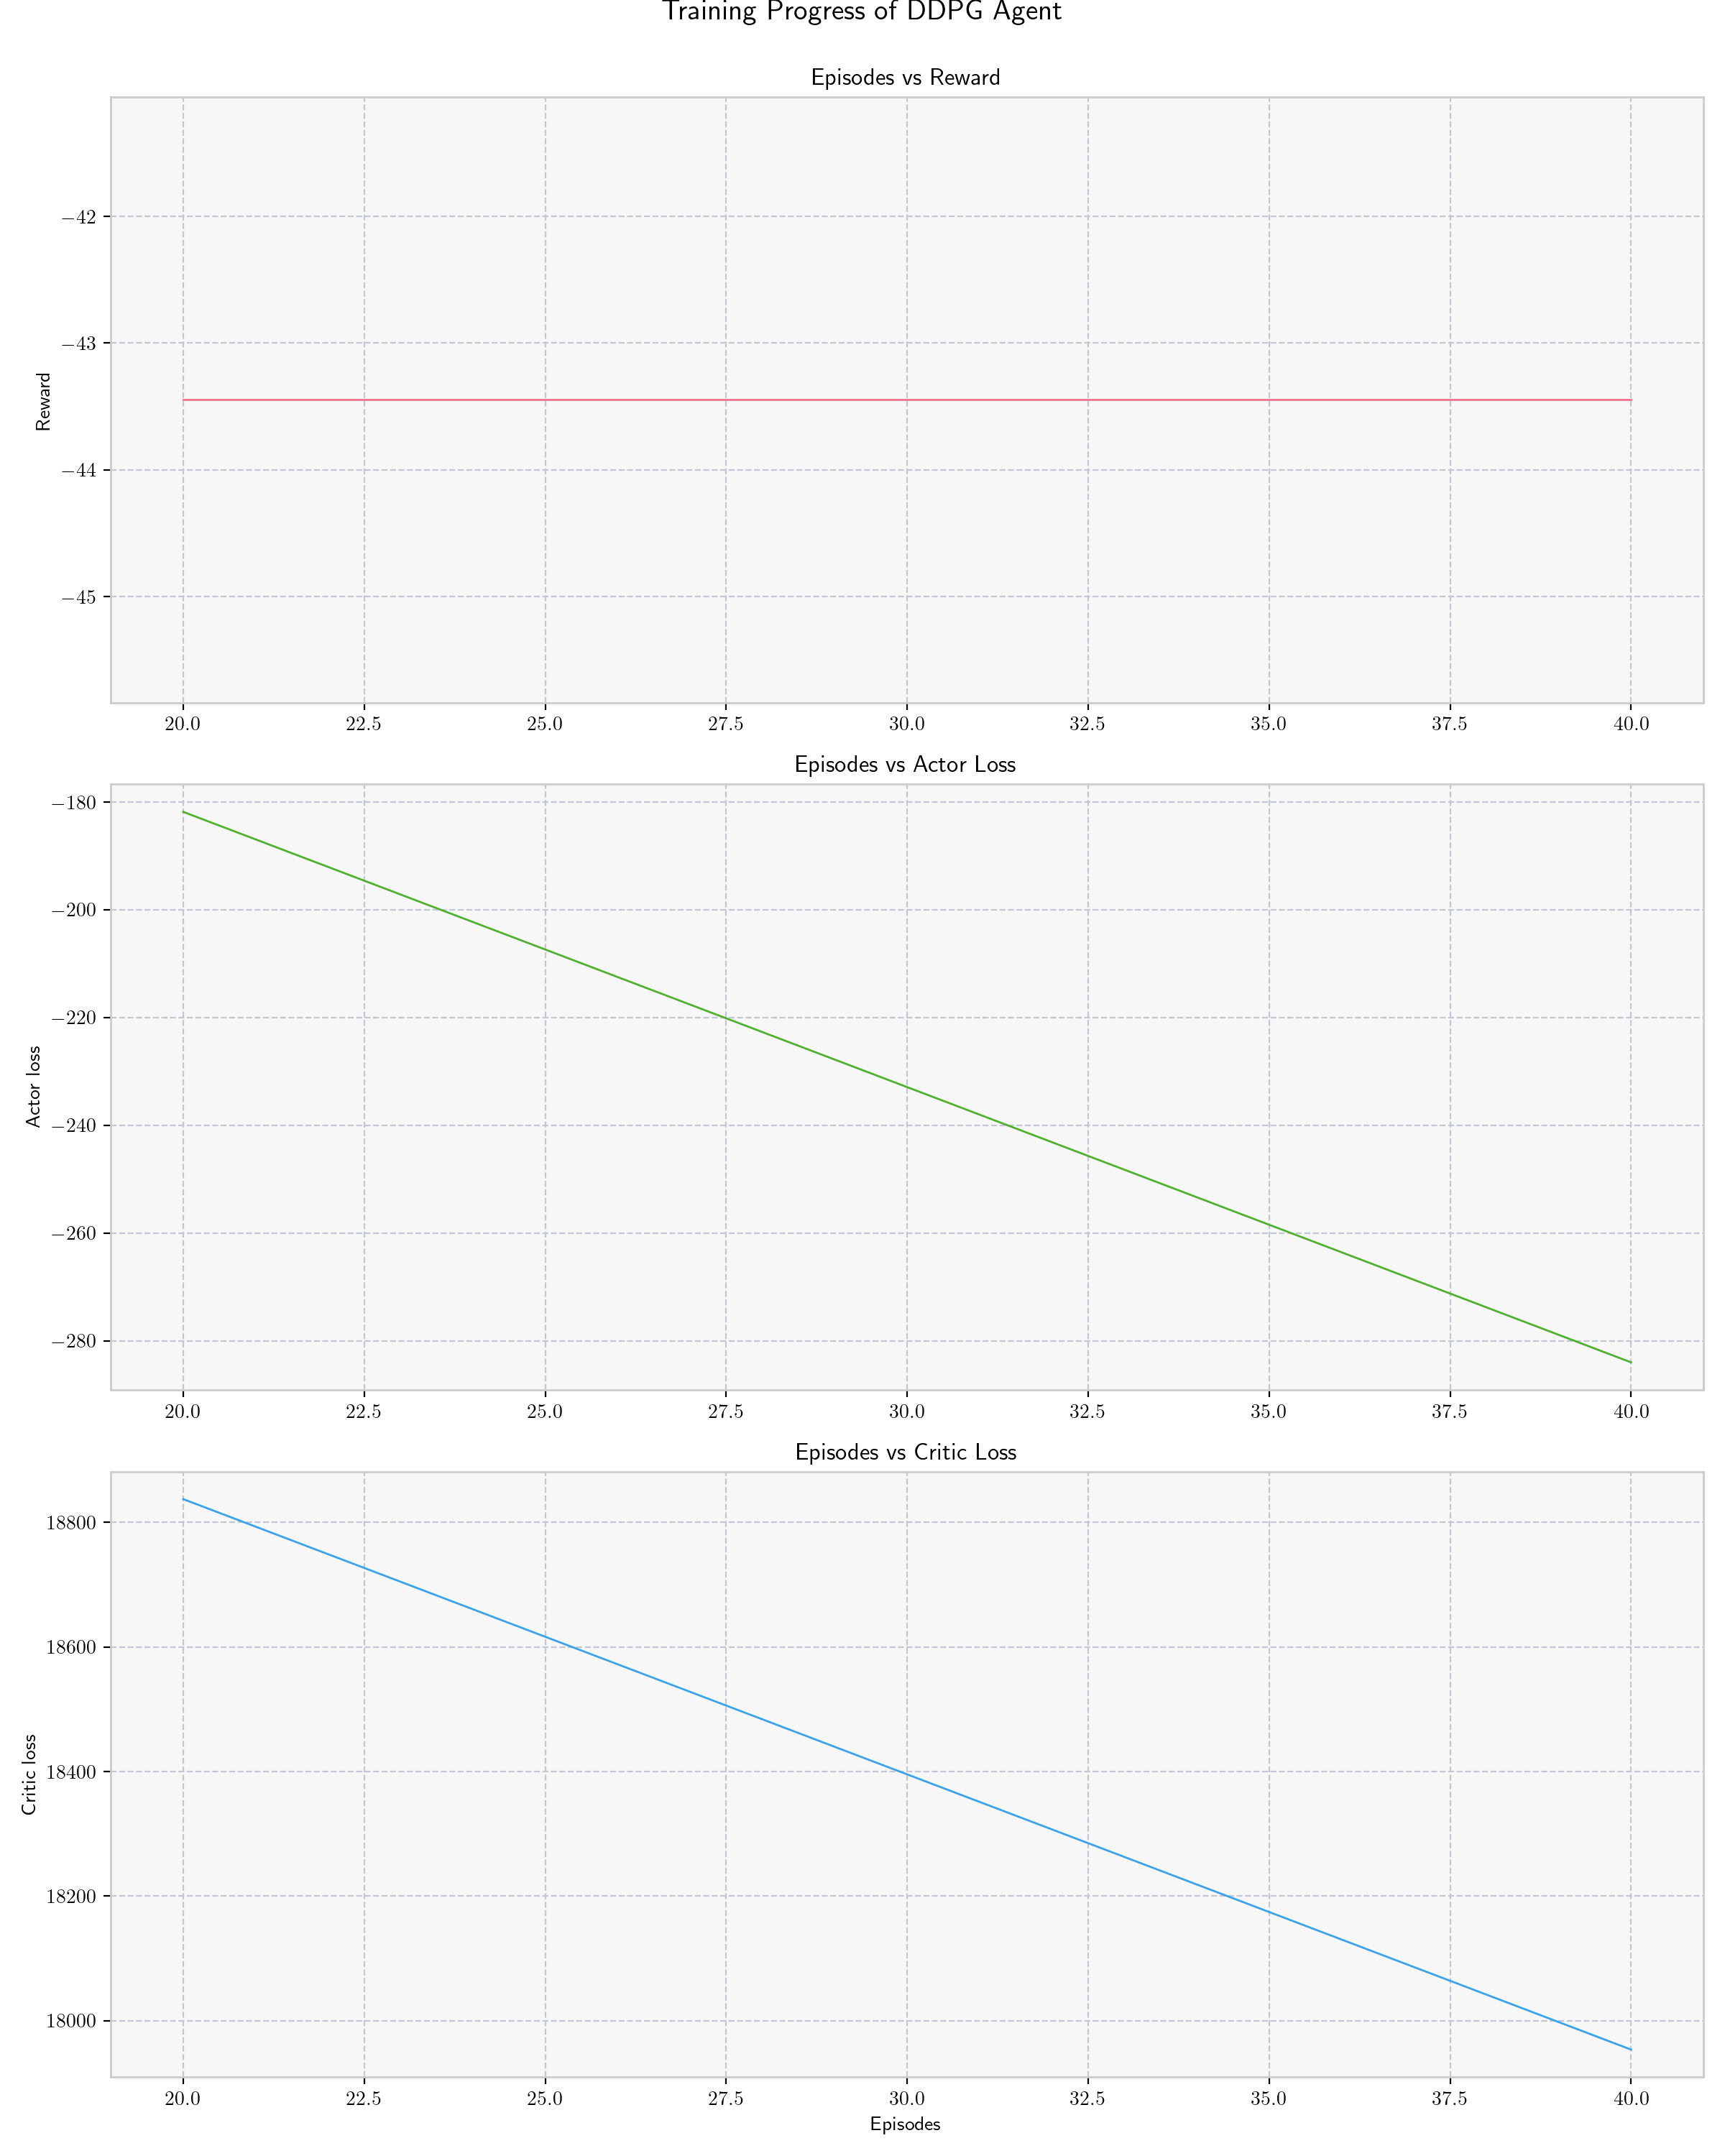 Training Progress of DDPG Agent
Episodes vs Reward
Reward
−42
−43
−44
−45
20.0 22.5 25.0 27.5 30.0 32.5 35.0 37.5 40.0
Episodes vs Actor Loss
Actor loss
−180
−200
−220
−240
−260
−280
20.0 22.5 25.0 27.5 30.0 32.5 35.0 37.5 40.0
Episodes vs Critic Loss
Critic loss
18800
18600
18400
18200
18000
20.0 22.5 25.0 27.5 30.0 32.5 35.0 37.5 40.0
Episodes